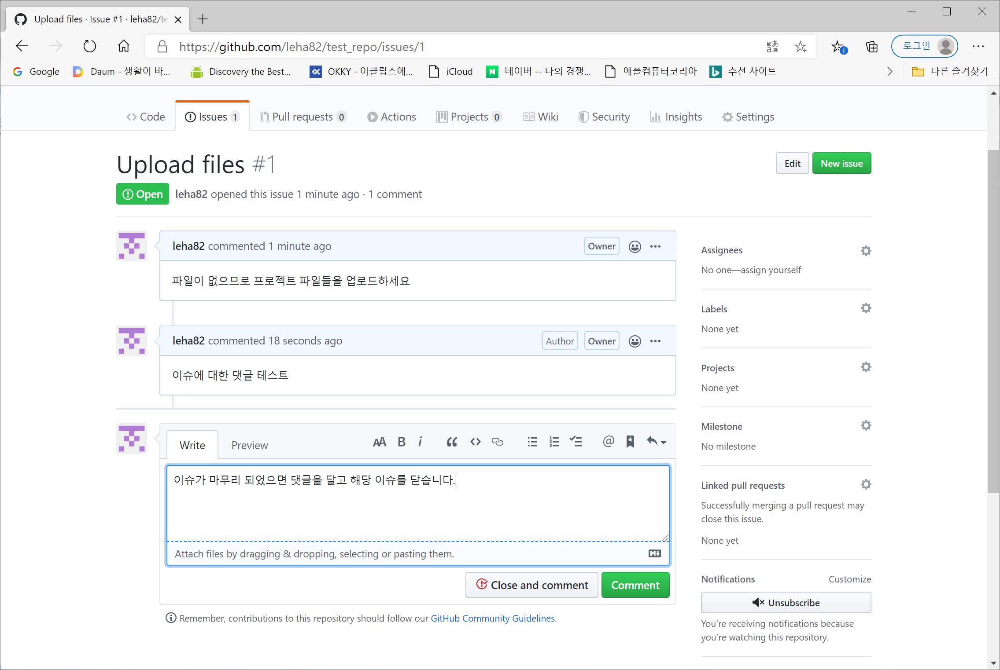 Upload files · Issue #1 · leha82/te
https://github.com/leha82/test_repo/issues/1
로그인
Google
Daum - 생활이 바...
Discovery the Best...
OKKY - 이클립스에...
iCloud
네이버 -- 나의 경쟁...
애플컴퓨터코리아
추천 사이트
다른 즐겨찾기
Code
Issues 1
Pull requests 0
Actions
Projects 0
Wiki
Security
Insights
Settings
Upload files #1
Edit
New issue
Open
leha82 opened this issue 1 minute ago · 1 comment
leha82 commented 1 minute ago
Owner
파일이 없으므로 프로젝트 파일들을 업로드하세요
leha82 commented 18 seconds ago
Author
Owner
이슈에 대한 댓글 테스트
Write
Preview
이슈가 마무리 되었으면 댓글을 달고 해당 이슈를 닫습니다.
Attach files by dragging & dropping, selecting or pasting them.
Close and comment
Comment
Remember, contributions to this repository should follow our GitHub Community Guidelines.
Assignees
No one—assign yourself
Labels
None yet
Projects
None yet
Milestone
No milestone
Linked pull requests
Successfully merging a pull request may
close this issue.
None yet
Notifications
Customize
Unsubscribe
You’re receiving notifications because
you’re watching this repository.